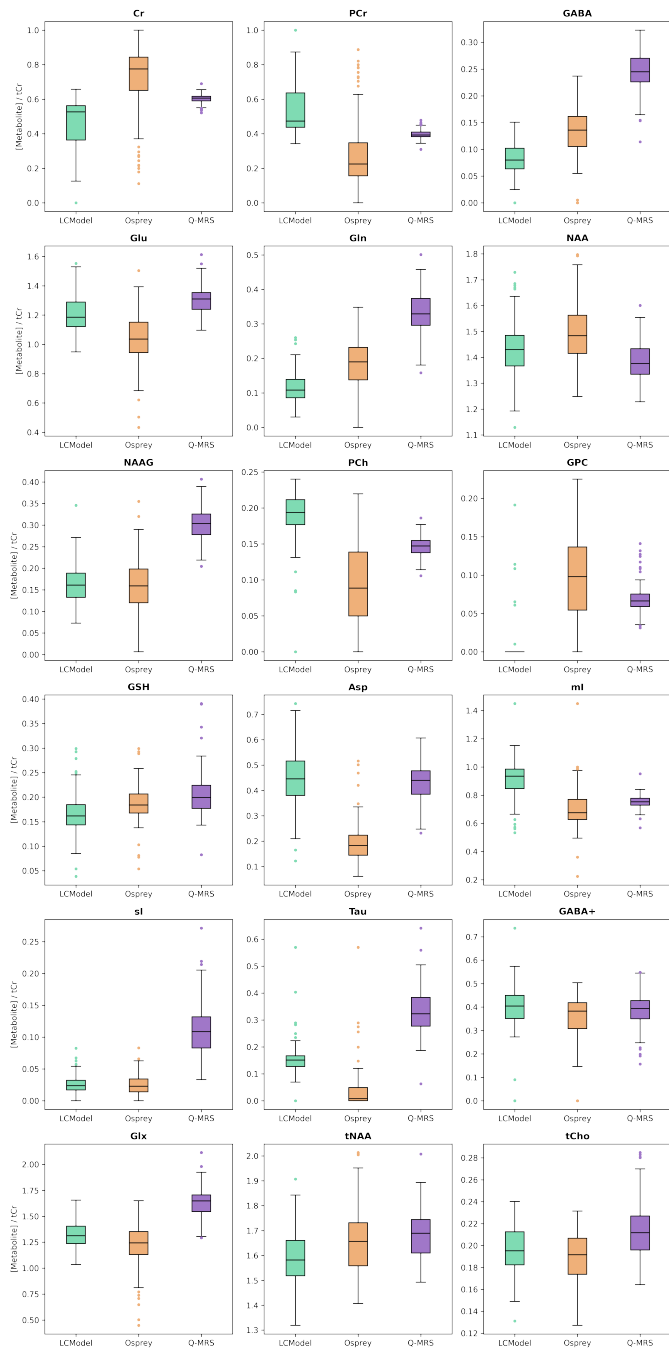 Cr PCr GABA
1.0 1.0
0.30
0.8 0.8
0.25
0.6 0.6 0.20
0.4 0.4 0.15
0.10
0.2 0.2
0.05
0.0 0.0 0.00
[Metabolite] / tCr
LCModel Osprey Q-MRS LCModel Osprey Q-MRS LCModel Osprey Q-MRS
Glu Gln NAA
1.6 0.5 1.8
1.4 0.4 1.7
1.2 0.3 1.6
1.0 1.5
0.2 1.4
0.8
0.1 1.3
0.6 1.2
0.4 0.0 1.1
[Metabolite] / tCr
LCModel Osprey Q-MRS LCModel Osprey Q-MRS LCModel Osprey Q-MRS
NAAG PCh GPC
0.40 0.25
0.35 0.20 0.20
0.30
0.25 0.15 0.15
0.20 0.10 0.10
0.15
0.10 0.05 0.05
0.05
0.00 0.00 0.00
[Metabolite] / tCr
LCModel Osprey Q-MRS LCModel Osprey Q-MRS LCModel Osprey Q-MRS
GSH Asp mI
0.40 0.7 1.4
0.35 0.6 1.2
0.30 0.5 1.0
0.25 0.4
0.20 0.3 0.8
0.15 0.6
0.10 0.2 0.4
0.05 0.1 0.2
[Metabolite] / tCr
LCModel Osprey Q-MRS LCModel Osprey Q-MRS LCModel Osprey Q-MRS
sI Tau GABA+
0.25 0.6 0.7
0.20 0.5 0.6
0.4 0.5
0.15 0.3 0.4
0.10 0.3
0.2 0.2
0.05 0.1 0.1
0.00 0.0 0.0
[Metabolite] / tCr
LCModel Osprey Q-MRS LCModel Osprey Q-MRS LCModel Osprey Q-MRS
Glx tNAA tCho
2.00 2.0 0.28
1.9 0.26
1.75 1.8 0.24
1.50 1.7 0.22
1.25 1.6 0.20
1.00 0.18
1.5 0.16
0.75 1.4 0.14
0.50 1.3 0.12
[Metabolite] / tCr
LCModel Osprey Q-MRS LCModel Osprey Q-MRS LCModel Osprey Q-MRS